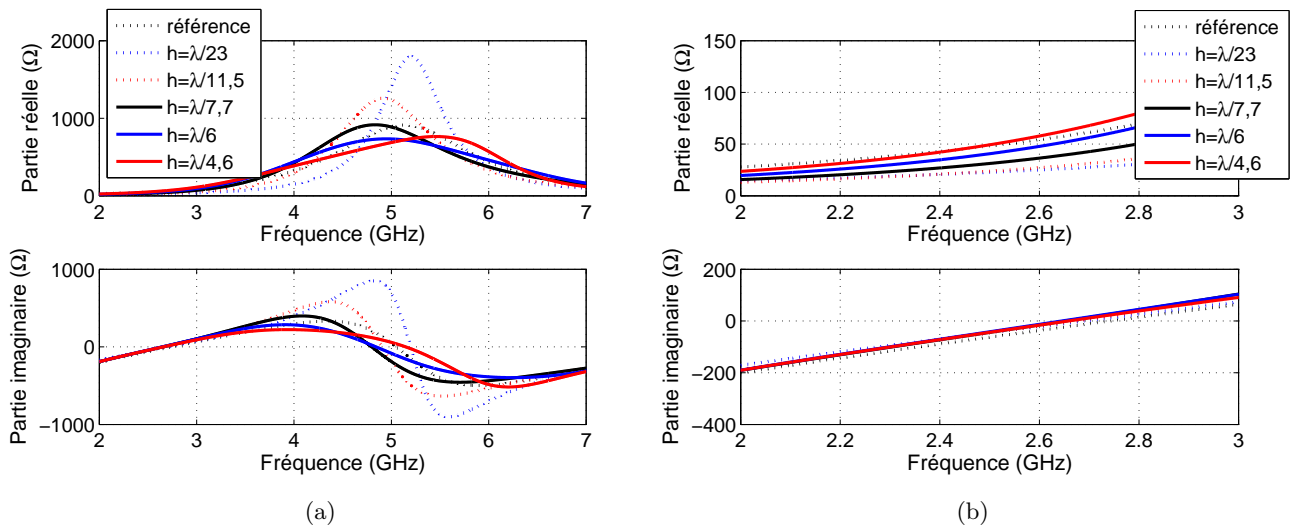 référence
h=λ/23
h=λ/11,5
h=λ/7,7
h=λ/6
h=λ/4,6
Partie réelle (Ω)
2000
1000
0
2 3 4 5 6 7
Fréquence (GHz)
Partie imaginaire (Ω)
1000
0
−1000
2 3 4 5 6 7
Fréquence (GHz)
(a)
référence
h=λ/23
h=λ/11,5
h=λ/7,7
h=λ/6
h=λ/4,6
Partie réelle (Ω)
150
100
50
0
2 2.2 2.4 2.6 2.8 3
Fréquence (GHz)
Partie imaginaire (Ω)
200
0
−200
−400
2 2.2 2.4 2.6 2.8 3
Fréquence (GHz)
(b)